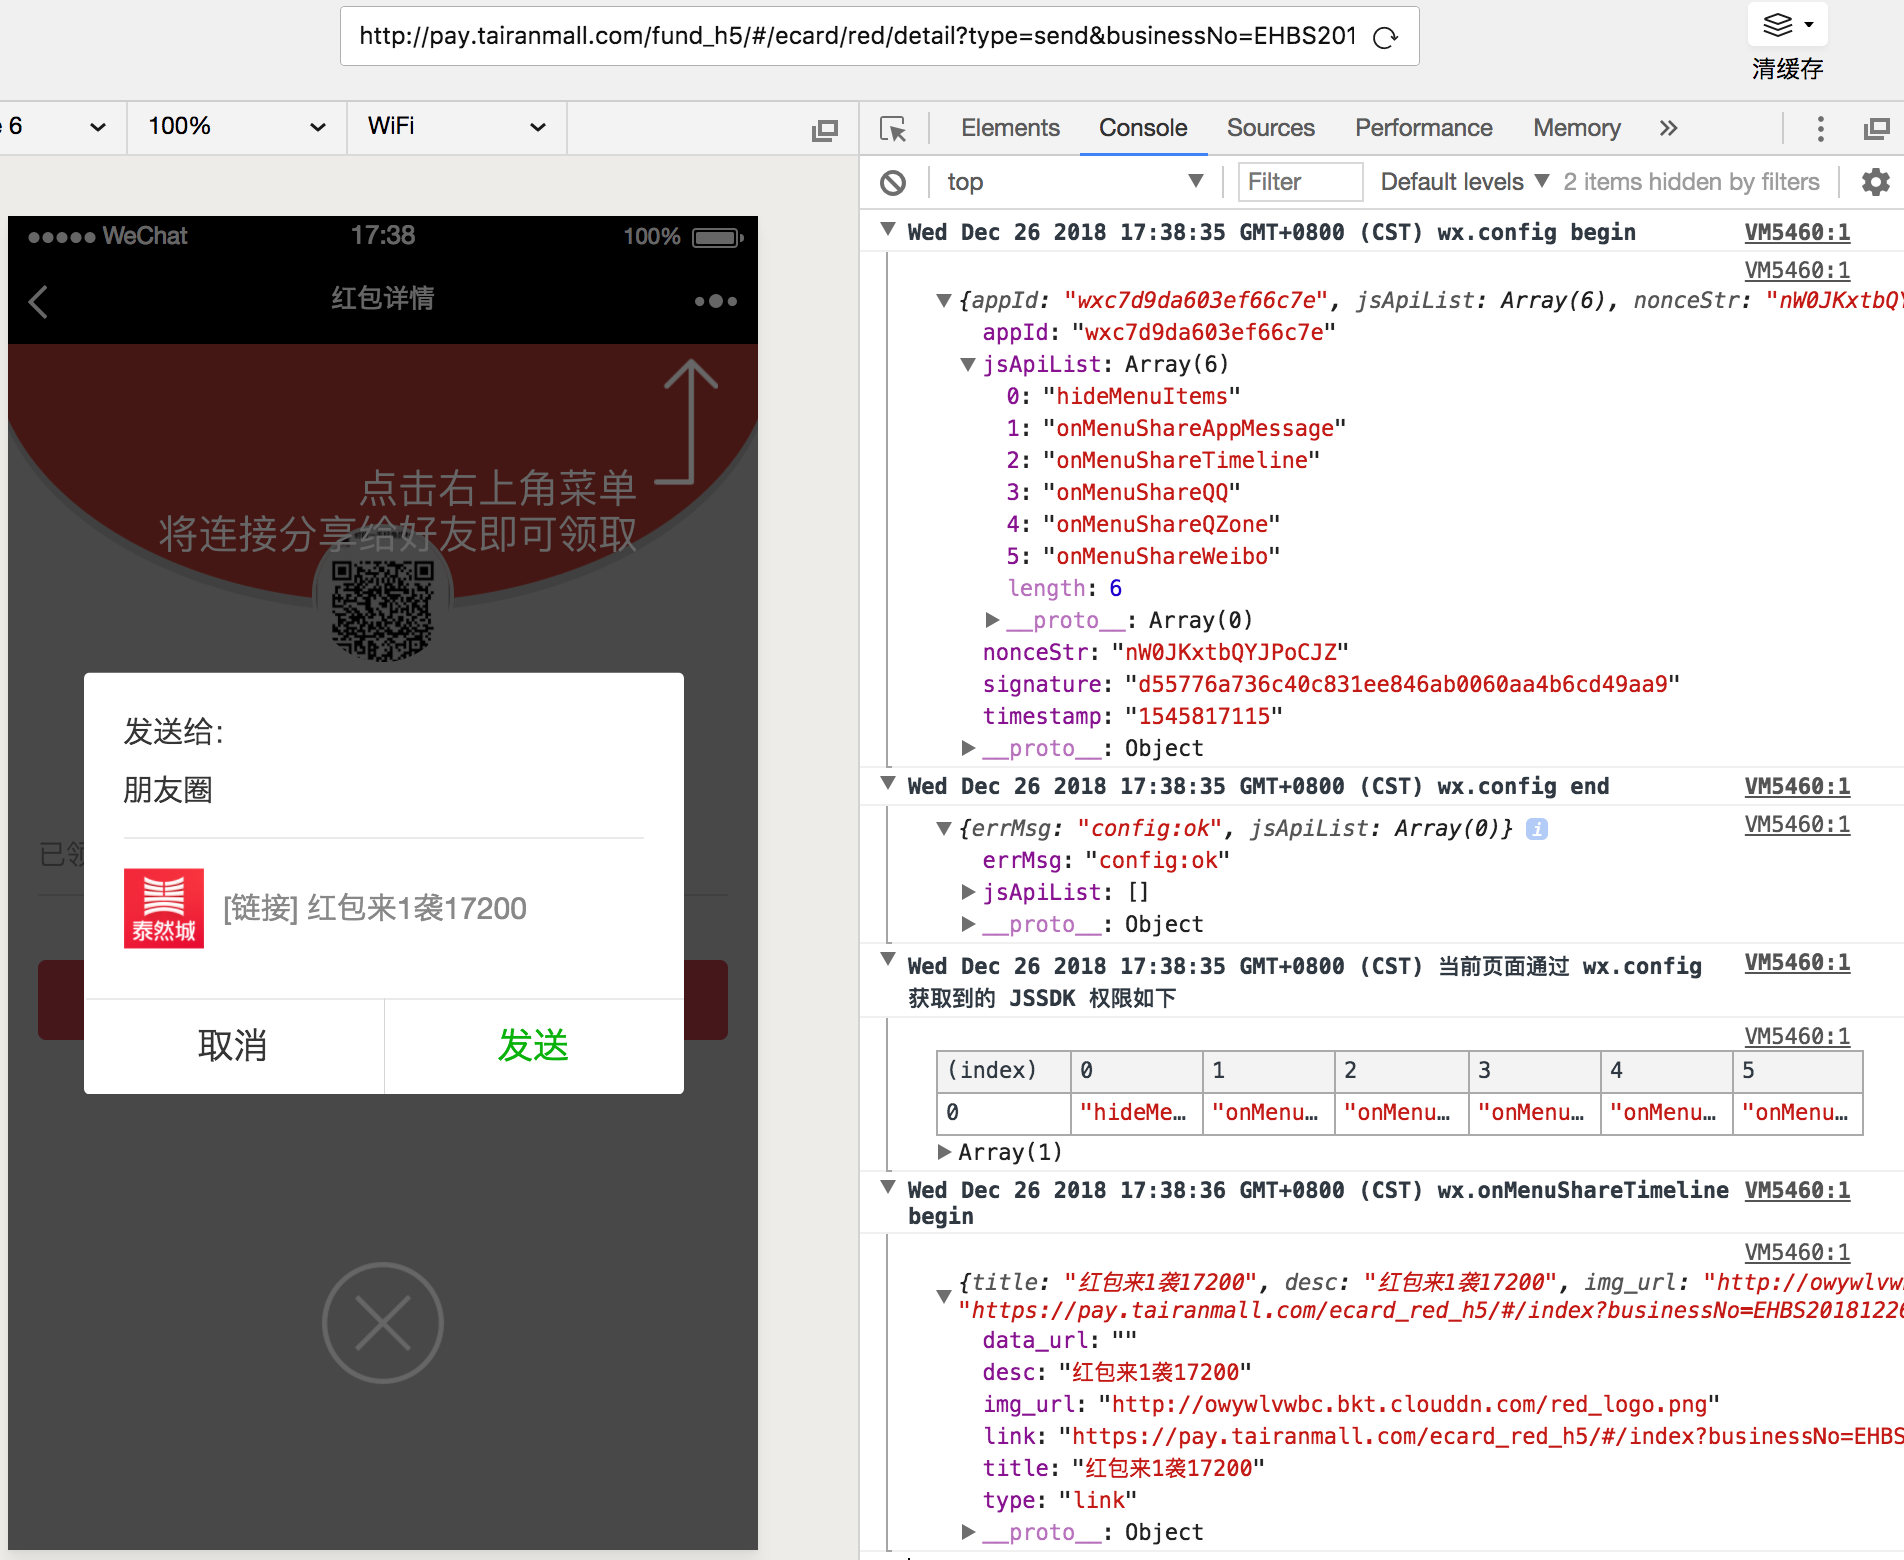 http://pay.tairanmall.com/fund_h5/#/ecard/red/detail?type=send&businessNo=EHBS201
清缓存
6
100%
WiFi
Elements
Console
Sources
Performance
Memory
top
Filter
Default levels
2 items hidden by filters
WeChat
17:38
100%
红包详情
点击右上角菜单
将连接分享给好友即可领取
已领
发送给:
朋友圈
泰然城
[链接] 红包来1袭17200
取消
发送
Wed Dec 26 2018 17:38:35 GMT+0800 (CST) wx.config begin
VM5460:1
VM5460:1
{appId: "wxc7d9da603ef66c7e", jsApiList: Array(6), nonceStr: "nW0JKxtbQY
appId: "wxc7d9da603ef66c7e"
jsApiList: Array(6)
0: "hideMenuItems"
1: "onMenuShareAppMessage"
2: "onMenuShareTimeline"
3: "onMenuShareQQ"
4: "onMenuShareQZone"
5: "onMenuShareWeibo"
length: 6
__proto__: Array(0)
nonceStr: "nW0JKxtbQYJPoCJZ"
signature: "d55776a736c40c831ee846ab0060aa4b6cd49aa9"
timestamp: "1545817115"
__proto__: Object
Wed Dec 26 2018 17:38:35 GMT+0800 (CST) wx.config end
VM5460:1
{errMsg: "config:ok", jsApiList: Array(0)} i
VM5460:1
errMsg: "config:ok"
jsApiList: []
__proto__: Object
Wed Dec 26 2018 17:38:35 GMT+0800 (CST) 当前页面通过 wx.config
VM5460:1
获取到的 JSSDK 权限如下
VM5460:1
(index) 0 1 2 3 4 5
0 "hideMe… "onMenu… "onMenu… "onMenu… "onMenu… "onMenu…
Array(1)
Wed Dec 26 2018 17:38:36 GMT+0800 (CST) wx.onMenuShareTimeline
VM5460:1
begin
VM5460:1
{title: "红包来1袭17200", desc: "红包来1袭17200", img_url: "http://owywlvw
"https://pay.tairanmall.com/ecard_red_h5/#/index?businessNo=EHBS20181226
data_url: ""
desc: "红包来1袭17200"
img_url: "http://owywlvwbc.bkt.clouddn.com/red_logo.png"
link: "https://pay.tairanmall.com/ecard_red_h5/#/index?businessNo=EHBS
title: "红包来1袭17200"
type: "link"
__proto__: Object